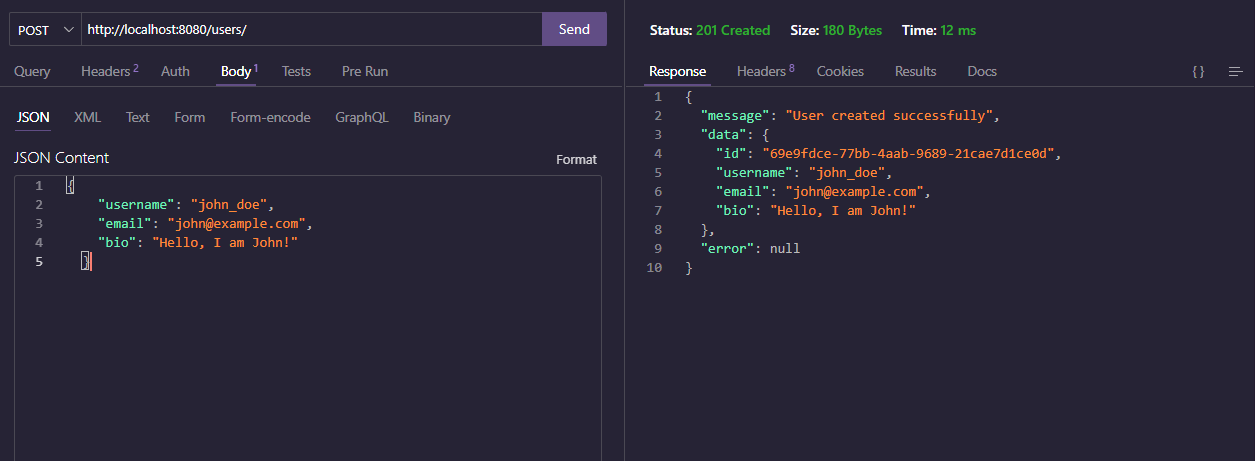 POST http://localhost:8080/users/ Send
Query Headers 2 Auth Body 1 Tests Pre Run
JSON XML Text Form Form-encode GraphQL Binary
JSON Content Format
1 {
2 "username": "john_doe",
3 "email": "john@example.com",
4 "bio": "Hello, I am John!"
5 }
Status: 201 Created Size: 180 Bytes Time: 12 ms
Response Headers 8 Cookies Results Docs { }
1 {
2 "message": "User created successfully",
3 "data": {
4 "id": "69e9fdce-77bb-4aab-9689-21cae7d1ce0d",
5 "username": "john_doe",
6 "email": "john@example.com",
7 "bio": "Hello, I am John!"
8 },
9 "error": null
10 }